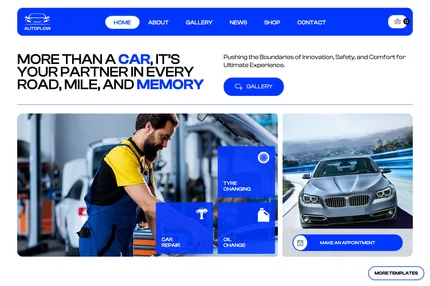 AUTOFLOW
HOME ABOUT GALLERY NEWS SHOP CONTACT
0
MORE THAN A CAR, IT'S
YOUR PARTNER IN EVERY
ROAD, MILE, AND MEMORY
Pushing the Boundaries of Innovation, Safety, and Comfort for
Ultimate Experience.
GALLERY
TYRE
CHANGING
CAR
REPAIR
OIL
CHANGE
MAKE AN APPOINTMENT
MORE TEMPLATES